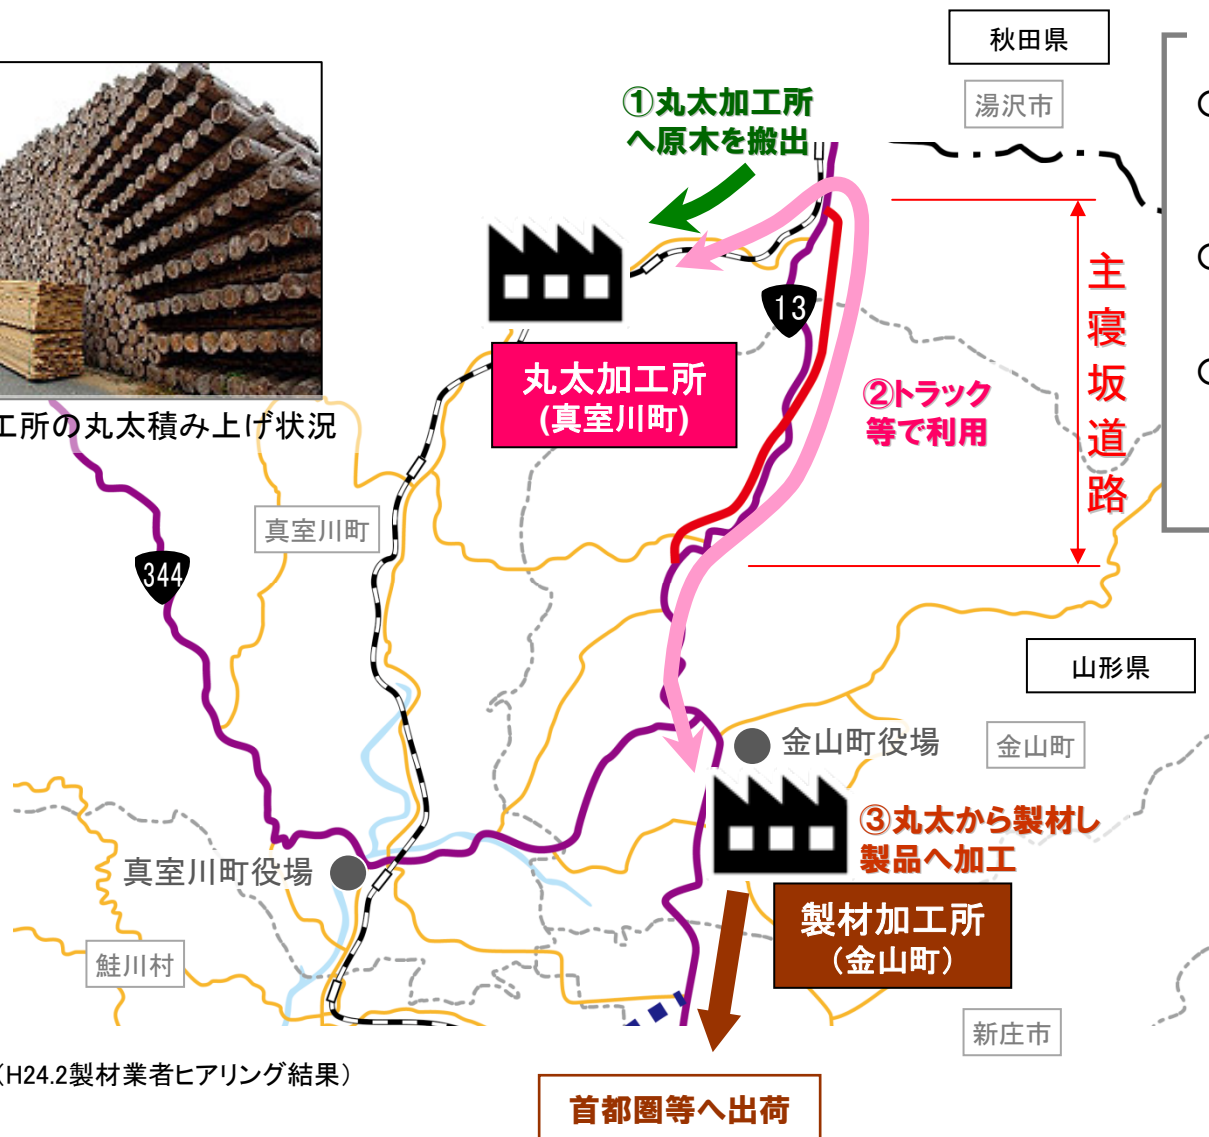 秋田県
湯沢市
①丸太加工所
へ原木を搬出
13
丸太加工所
(真室川町)
②トラック
等で利用
主寝坂道路
工所の丸太積み上げ状況
真室川町
344
山形県
金山町役場
金山町
③丸太から製材し
製品へ加工
真室川町役場
製材加工所
(金山町)
鮭川村
新庄市
(H24.2製材業者ヒアリング結果)
首都圏等へ出荷